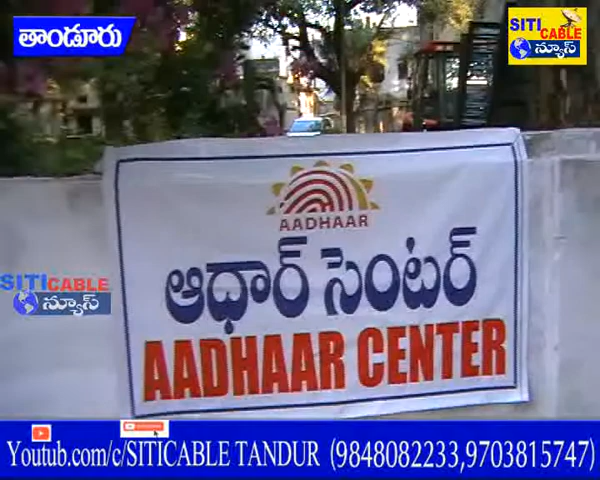 తాండూరు
SITI
CABLE
న్యూస్
AADHAAR
ఆధార్ సెంటర్
AADHAAR CENTER
SITI CABLE
న్యూస్
Youtub.com/c/SITICABLE TANDUR (9848082233,9703815747)